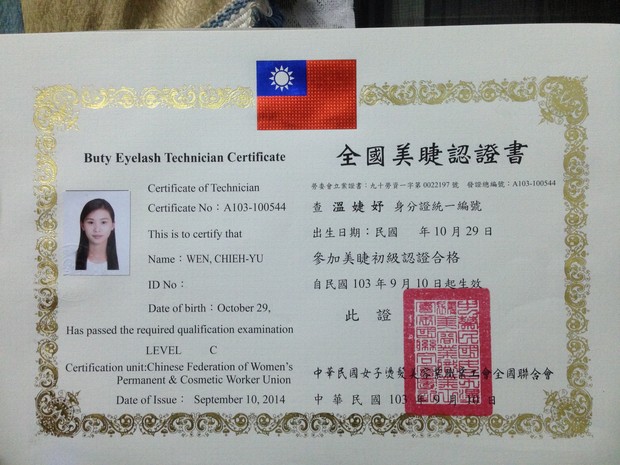 Buty Eyelash Technician Certificate
Certificate of Technician
Certificate No：A103-100544
This is to certify that
Name：WEN, CHIEH-YU
ID No：
Date of birth：October 29,
Has passed the required qualification examination
LEVEL C
Certification unit:Chinese Federation of Women's
Permanent & Cosmetic Worker Union
Date of Issue： September 10, 2014
全國美睫認證書
勞委會立案證書：九十勞資一字第0022197 號 發證總編號：A103-100544
查 溫婕妤 身分證統一編號
出生日期：民國 年 10 月 29 日
參加美睫初級認證合格
自民國 103 年 9 月 10 日起生效
此 證
中華民國女子燙髮美容業職業工會全國聯合會
中 華 民 國 103 年 9 月 10 日